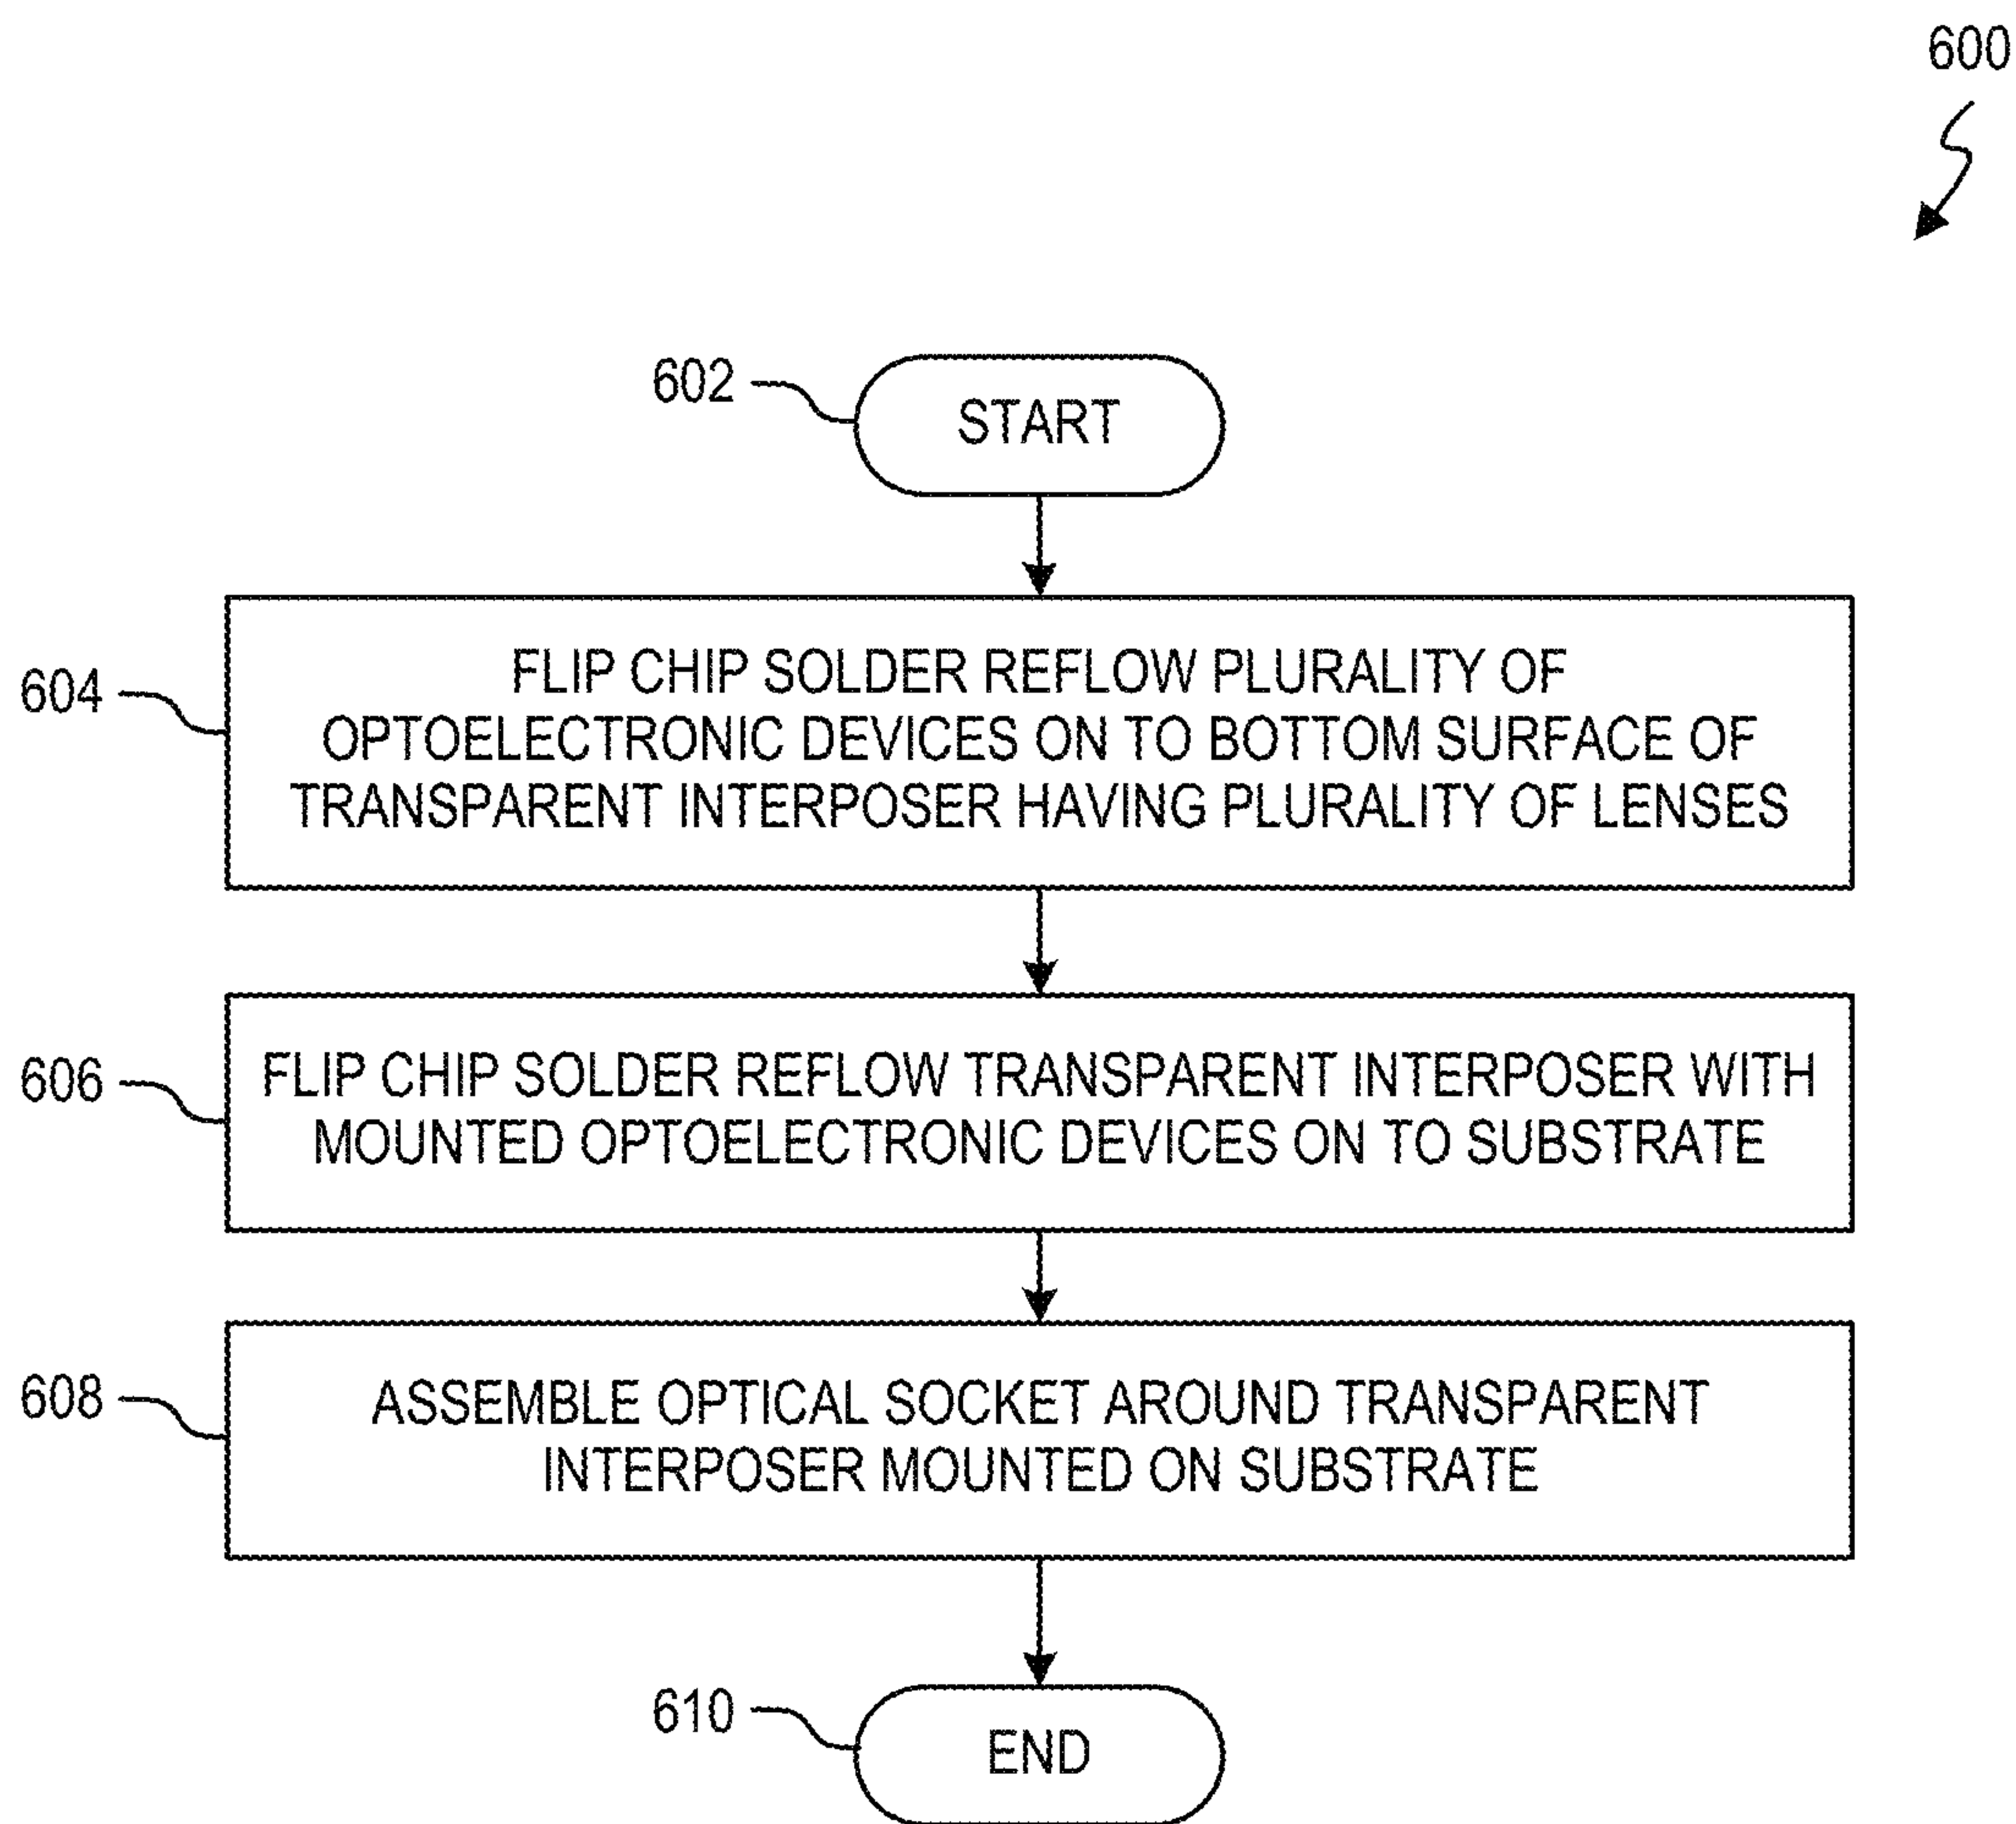 600
602
START
604
FLIP CHIP SOLDER REFLOW PLURALITY OF
OPTOELECTRONIC DEVICES ON TO BOTTOM SURFACE OF
TRANSPARENT INTERPOSER HAVING PLURALITY OF LENSES
606
FLIP CHIP SOLDER REFLOW TRANSPARENT INTERPOSER WITH
MOUNTED OPTOELECTRONIC DEVICES ON TO SUBSTRATE
608
ASSEMBLE OPTICAL SOCKET AROUND TRANSPARENT
INTERPOSER MOUNTED ON SUBSTRATE
610
END